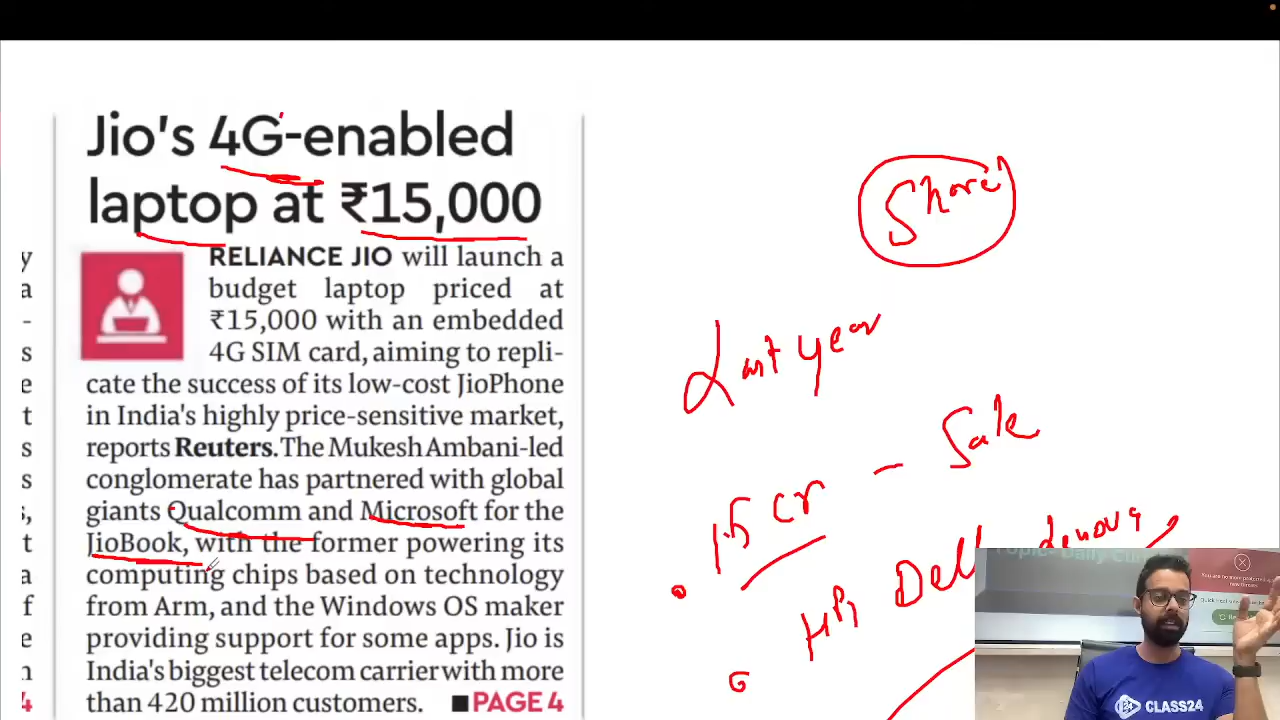 Jio's 4G-enabled
laptop at ₹15,000
RELIANCE JIO will launch a
budget laptop priced at
₹15,000 with an embedded
4G SIM card, aiming to repli-
cate the success of its low-cost JioPhone
in India's highly price-sensitive market,
reports Reuters. The Mukesh Ambani-led
conglomerate has partnered with global
giants Qualcomm and Microsoft for the
JioBook, with the former powering its
computing chips based on technology
from Arm, and the Windows OS maker
providing support for some apps. Jio is
India's biggest telecom carrier with more
than 420 million customers. ■PAGE 4
y
a
-
s
e
t
s
s
s,
t
a
f
e
n
4
Share
Last year
1.5 Cr - Sale
HP, Dell, Lenovo
CLASS24